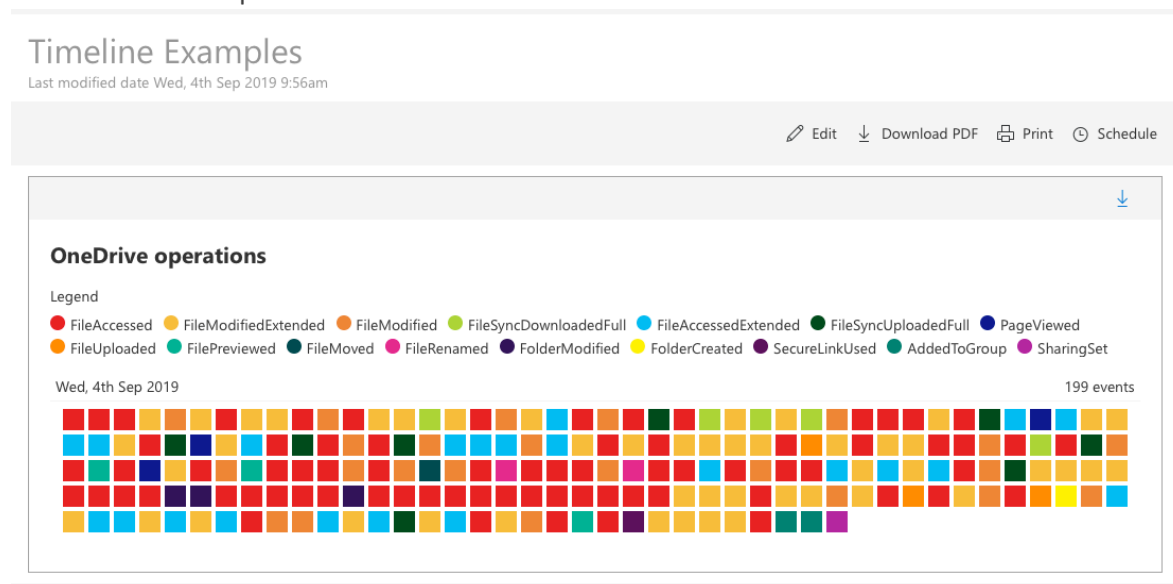 Timeline Examples
Last modified date Wed, 4th Sep 2019 9:56am
Edit Download PDF Print Schedule
OneDrive operations
Legend
FileAccessed FileModifiedExtended FileModified FileSyncDownloadedFull FileAccessedExtended FileSyncUploadedFull PageViewed
FileUploaded FilePreviewed FileMoved FileRenamed FolderModified FolderCreated SecureLinkUsed AddedToGroup SharingSet
Wed, 4th Sep 2019 199 events